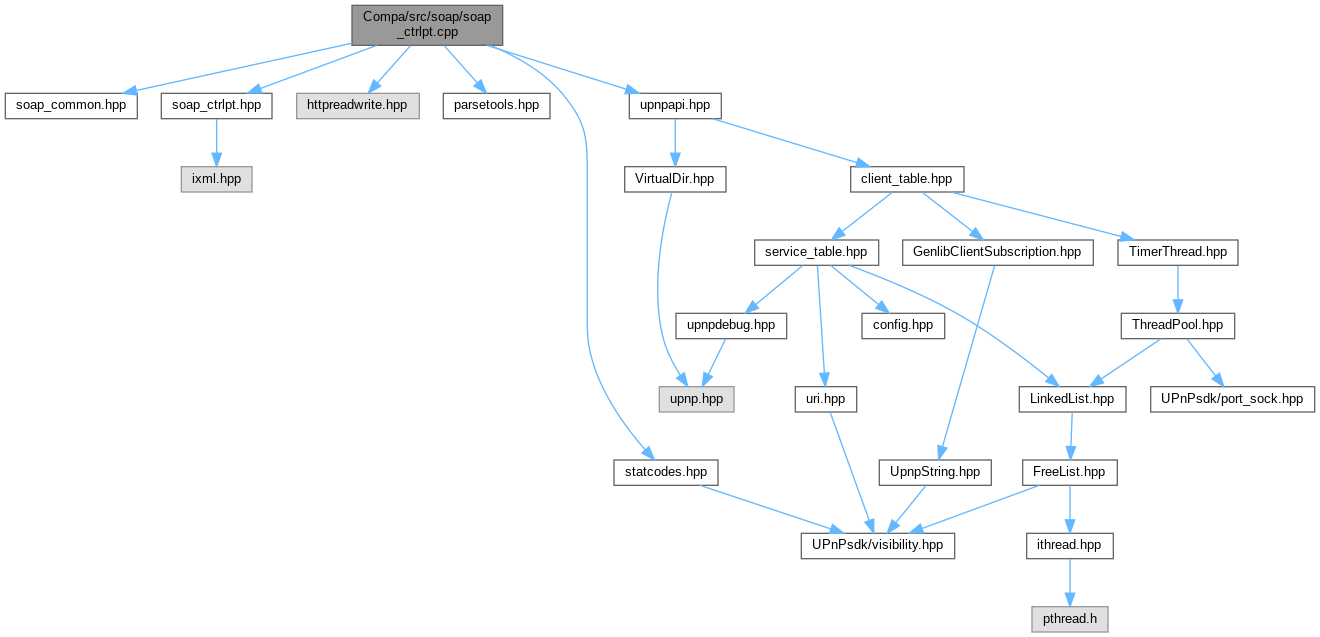 Compa/src/soap/soap
_ctrlpt.cpp
soap_common.hpp
soap_ctrlpt.hpp
httpreadwrite.hpp
parsetools.hpp
upnpapi.hpp
ixml.hpp
VirtualDir.hpp
client_table.hpp
service_table.hpp
GenlibClientSubscription.hpp
TimerThread.hpp
upnpdebug.hpp
config.hpp
ThreadPool.hpp
upnp.hpp
uri.hpp
LinkedList.hpp
UPnPsdk/port_sock.hpp
statcodes.hpp
UpnpString.hpp
FreeList.hpp
UPnPsdk/visibility.hpp
ithread.hpp
pthread.h